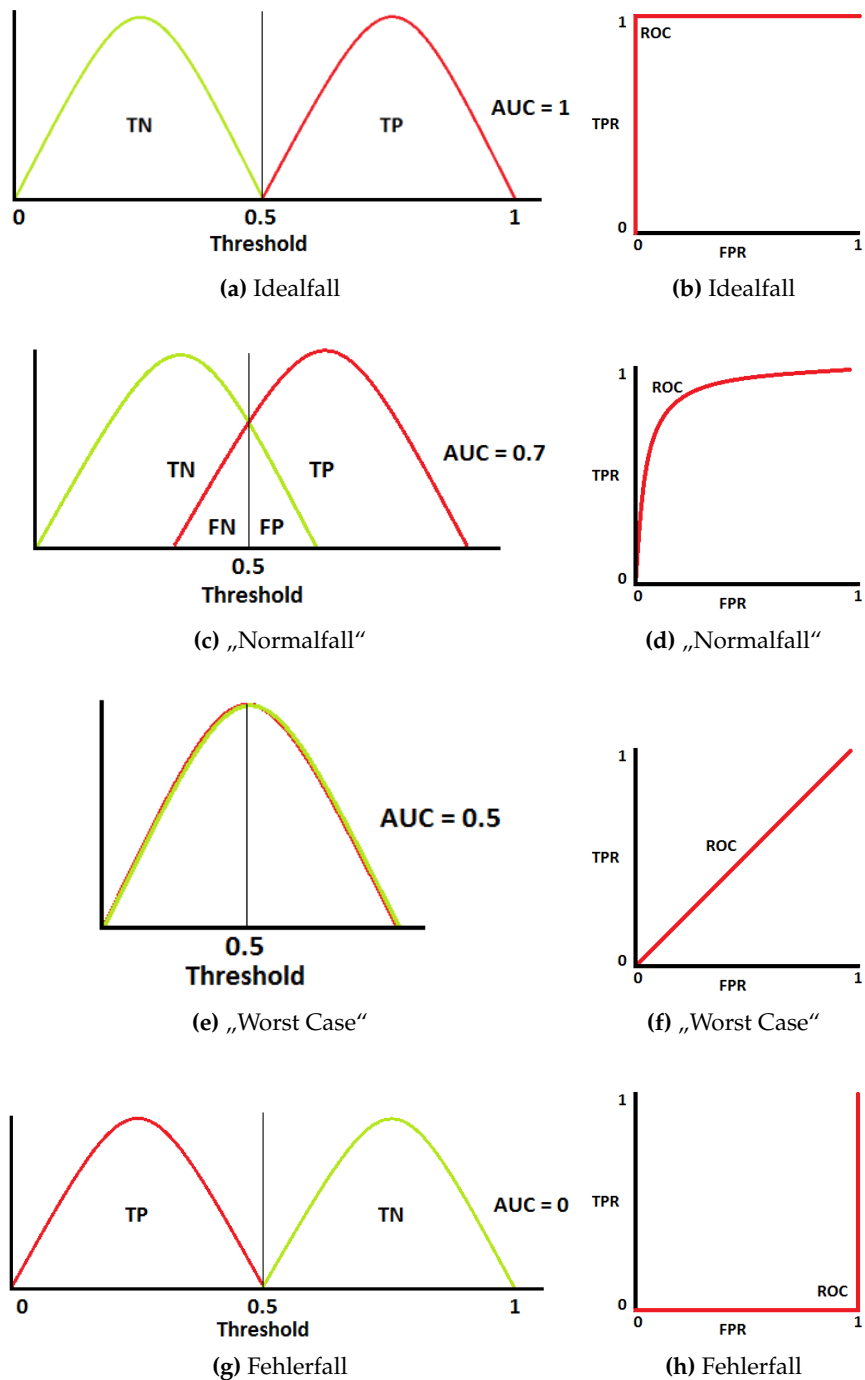 TN
TP
AUC = 1
0
0.5
1
Threshold
(a) Idealfall
1
ROC
TPR
0
0
1
FPR
(b) Idealfall
TN
TP
AUC = 0.7
FN
FP
0.5
Threshold
(c) „Normalfall“
1
ROC
TPR
0
0
1
FPR
(d) „Normalfall“
AUC = 0.5
0.5
Threshold
(e) „Worst Case“
1
ROC
TPR
0
0
1
FPR
(f) „Worst Case“
TP
TN
AUC = 0
0
0.5
1
Threshold
(g) Fehlerfall
1
TPR
ROC
0
0
1
FPR
(h) Fehlerfall